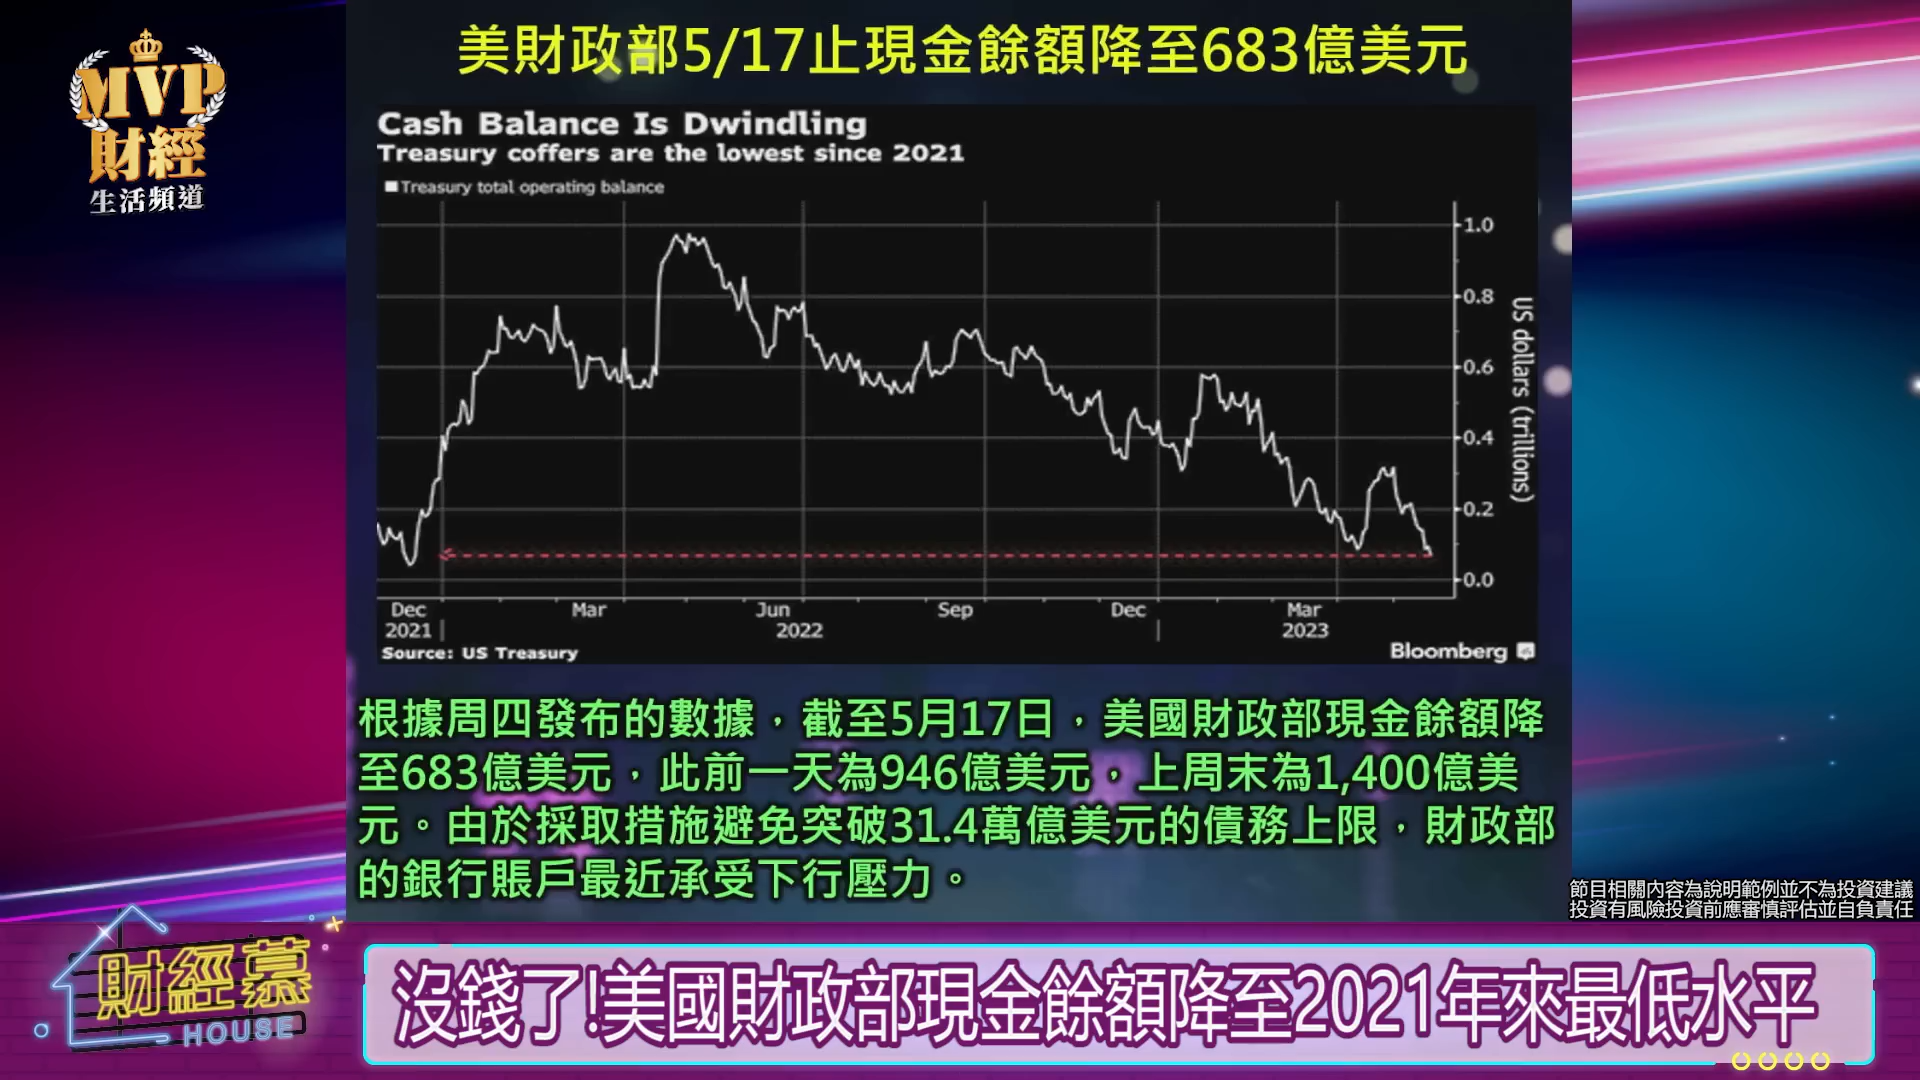 MVP
財經
生活頻道
美財政部5/17止現金餘額降至683億美元
Cash Balance Is Dwindling
Treasury coffers are the lowest since 2021
Treasury total operating balance
1.0
0.8
0.6
0.4
0.2
0.0
US dollars (trillions)
Dec Mar Jun Sep Dec Mar
2021 2022 2023
Source: US Treasury
Bloomberg
根據周四發布的數據，截至5月17日，美國財政部現金餘額降
至683億美元，此前一天為946億美元，上周末為1,400億美
元。由於採取措施避免突破31.4萬億美元的債務上限，財政部
的銀行賬戶最近承受下行壓力。
節目相關內容為說明範例並不為投資建議
投資有風險投資前應審慎評估並自負責任
財經慕
HOUSE
沒錢了!美國財政部現金餘額降至2021年來最低水平